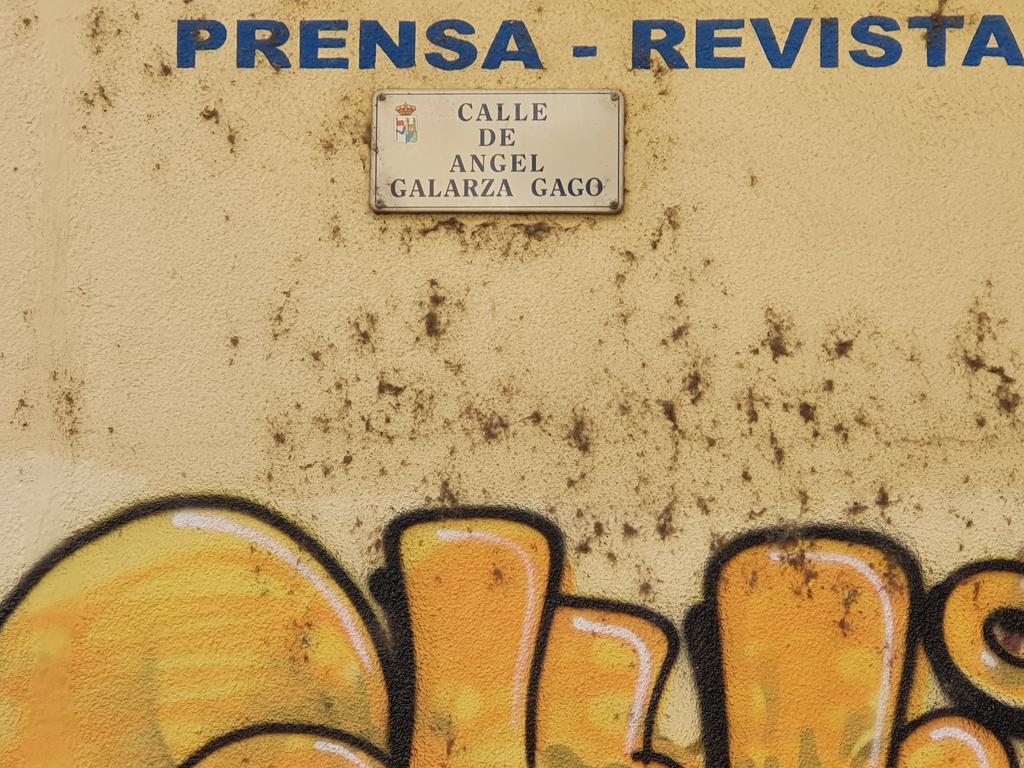 PRENSA - REVISTA
CALLE
DE
ANGEL
GALARZA GAGO